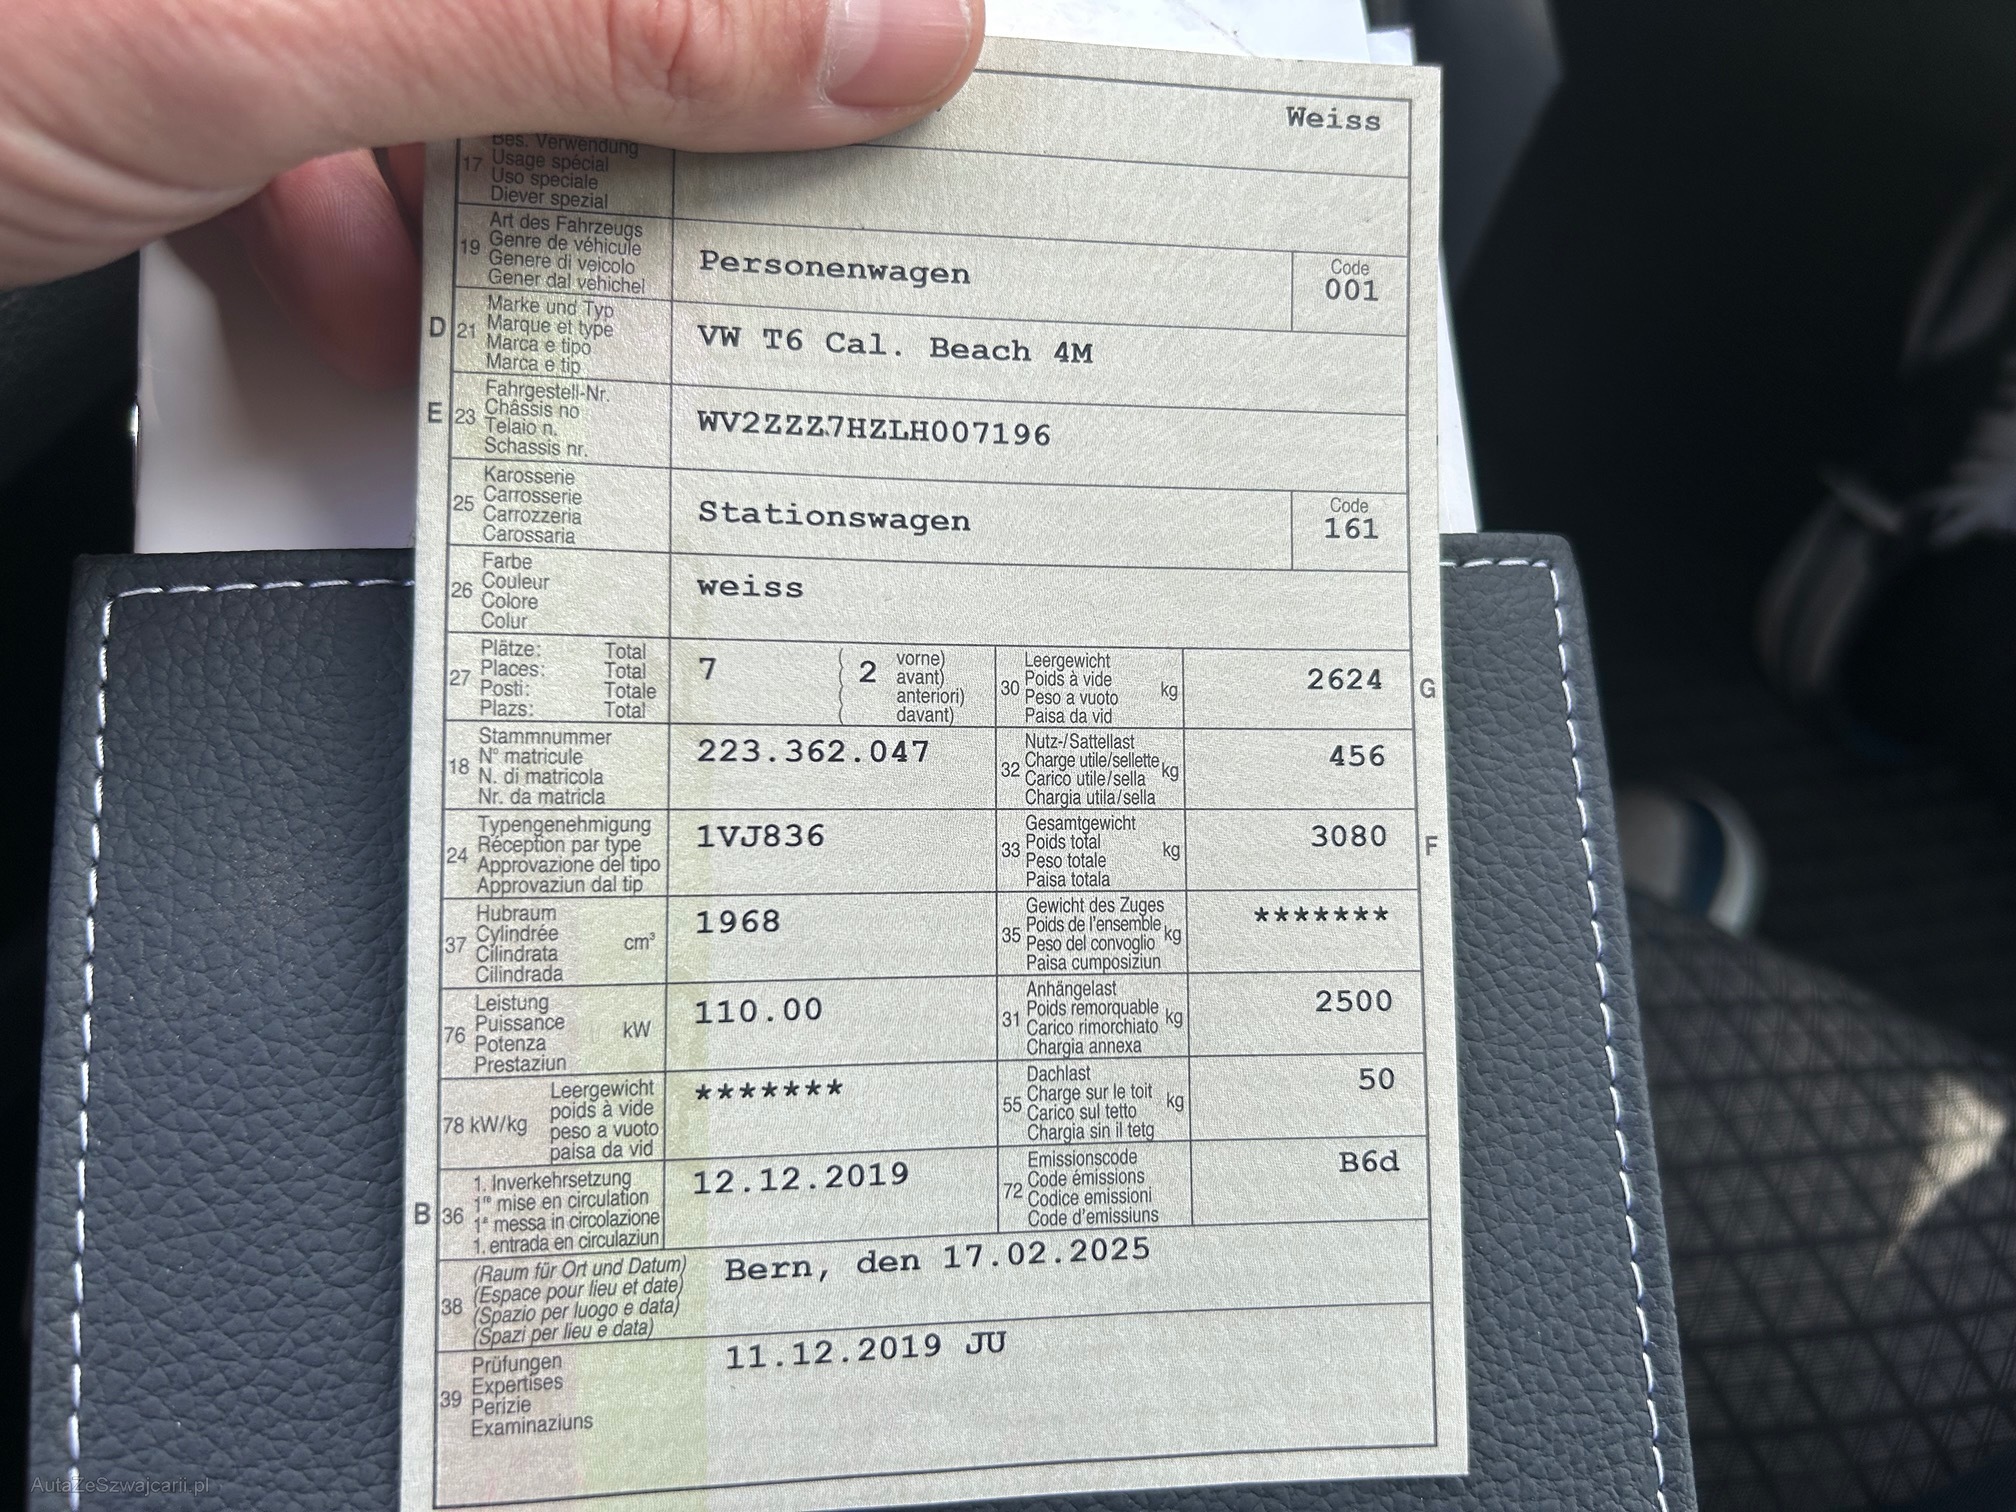 Weiss
Bes. Verwendung
17 Usage spécial
Uso speciale
Diever spezial
Art des Fahrzeugs
19 Genre de véhicule
Genere di veicolo
Gener dal vehichel
Personenwagen
Code
001
Marke und Typ
D 21 Marque et type
Marca e tipo
Marca e tip
VW T6 Cal. Beach 4M
Fahrgestell-Nr.
E 23 Châssis no
Telaio n.
Schassis nr.
WV2ZZZ7HZLH007196
Karosserie
25 Carrosserie
Carrozzeria
Carossaria
Stationswagen
Code
161
Farbe
26 Couleur
Colore
Colur
weiss
Plätze: Total
27 Places: Total
Posti: Totale
Plazs: Total
7 ( 2 vorne)
( avant)
( anteriori)
( davant)
Leergewicht
30 Poids à vide kg
Peso a vuoto
Paisa da vid
2624 G
Stammnummer
18 N° matricule
N. di matricola
Nr. da matricla
223.362.047
Nutz-/Sattellast
32 Charge utile/sellette kg
Carico utile/sella
Chargia utila/sella
456
Typengenehmigung
24 Réception par type
Approvazione del tipo
Approvaziun dal tip
1VJ836
Gesamtgewicht
33 Poids total kg
Peso totale
Paisa totala
3080 F
Hubraum
37 Cylindrée cm³
Cilindrata
Cilindrada
1968
Gewicht des Zuges
35 Poids de l'ensemble kg
Peso del convoglio
Paisa cumposiziun
*******
Leistung
76 Puissance kW
Potenza
Prestaziun
110.00
Anhängelast
31 Poids remorquable kg
Carico rimorchiato
Chargia annexa
2500
Leergewicht
78 kW/kg poids à vide
peso a vuoto
paisa da vid
*******
Dachlast
55 Charge sur le toit kg
Carico sul tetto
Chargia sin il tetg
50
1. Inverkehrsetzung
B 36 1re mise en circulation
1a messa in circolazione
1. entrada en circulaziun
12.12.2019
Emissionscode
72 Code émissions
Codice emissioni
Code d'emissiuns
B6d
(Raum für Ort und Datum)
38 (Espace pour lieu et date)
(Spazio per luogo e data)
(Spazi per lieu e data)
Bern, den 17.02.2025
Prüfungen
39 Expertises
Perizie
Examinaziuns
11.12.2019 JU
AutaZeSzwajcarii.pl